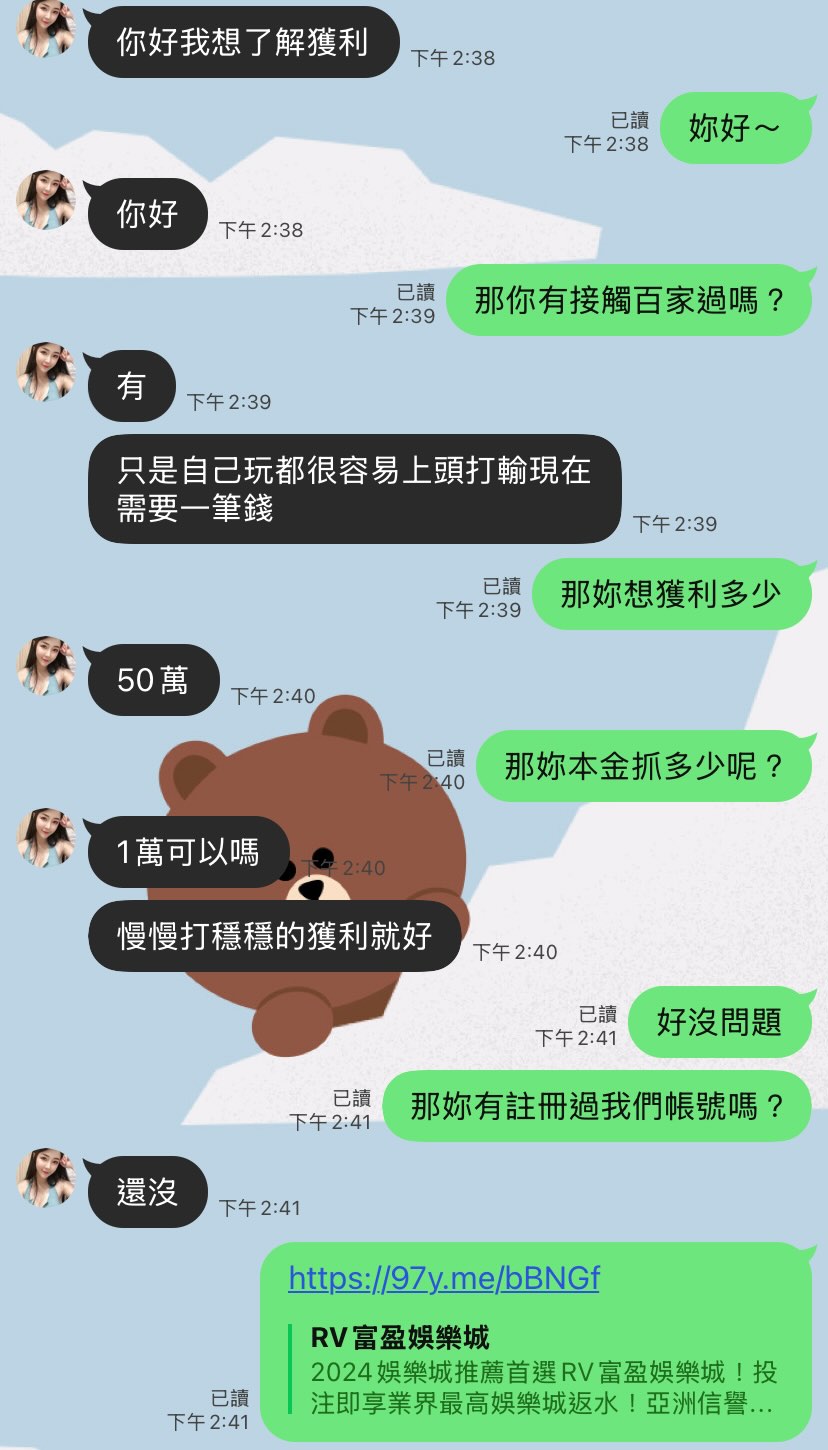 你好我想了解獲利
下午 2:38
已讀
下午 2:38
妳好～
你好
下午 2:38
已讀
下午 2:39
那你有接觸百家過嗎？
有
下午 2:39
只是自己玩都很容易上頭打輸現在
需要一筆錢
下午 2:39
已讀
下午 2:39
那妳想獲利多少
50萬
下午 2:40
已讀
下午 2:40
那妳本金抓多少呢？
1萬可以嗎
下午 2:40
慢慢打穩穩的獲利就好
下午 2:40
已讀
下午 2:41
好沒問題
已讀
下午 2:41
那妳有註冊過我們帳號嗎？
還沒
下午 2:41
https://97y.me/bBNGf
RV富盈娛樂城
2024娛樂城推薦首選RV富盈娛樂城！投
注即享業界最高娛樂城返水！亞洲信譽...
已讀
下午 2:41